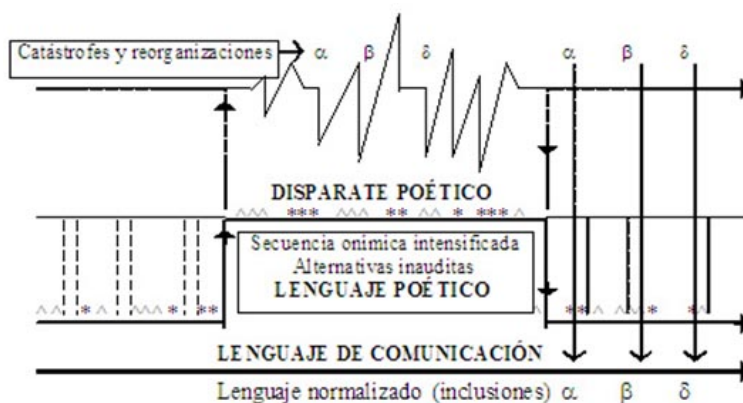 Catástrofes y reorganizaciones α β δ α β δ
DISPARATE POÉTICO
^^^ *** ^^^ ** ^^ * *** ^
Secuencia onímica intensificada
Alternativas inauditas
LENGUAJE POÉTICO
^^ * ^ ^^^ * ** ^ ** ^ ^^ * * ^
LENGUAJE DE COMUNICACIÓN
Lenguaje normalizado (inclusiones) α β δ